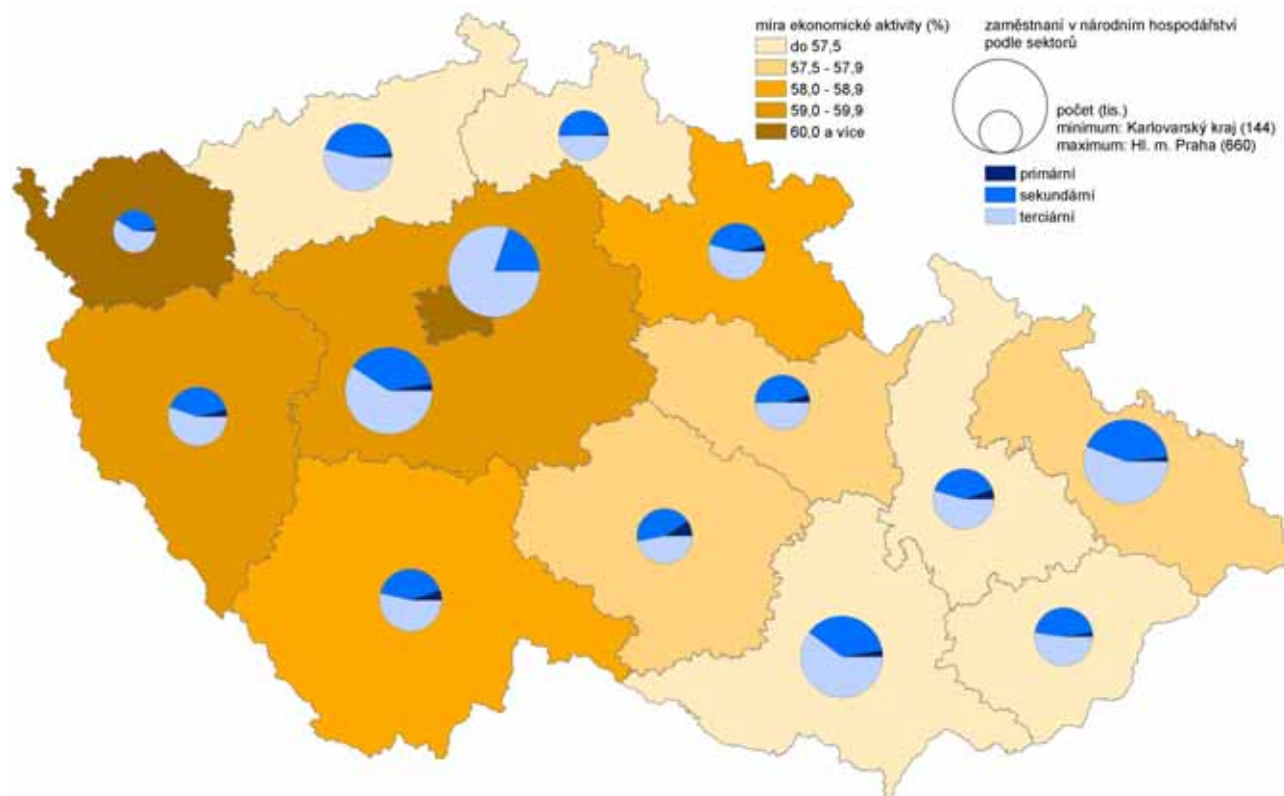 míra ekonomické aktivity (%)
do 57,5
57,5 - 57,9
58,0 - 58,9
59,0 - 59,9
60,0 a více
zaměstnaní v národním hospodářství
podle sektorů
počet (tis.)
minimum: Karlovarský kraj (144)
maximum: Hl. m. Praha (660)
primární
sekundární
terciární